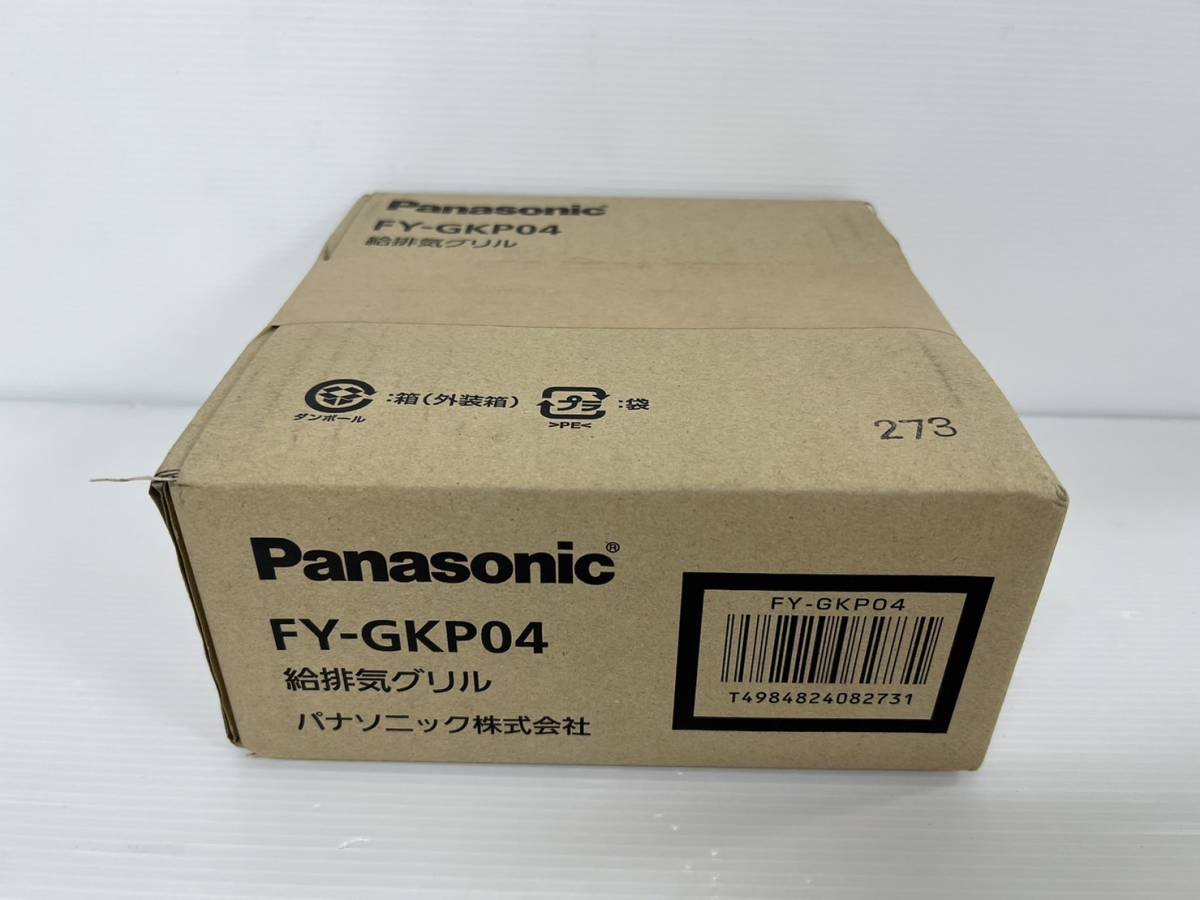 Panasonic
FY-GKP04
給排気グリル
ダンボール
:箱(外装箱)
プラ
>PE<
:袋
273
Panasonic®
FY-GKP04
給排気グリル
パナソニック株式会社
FY-GKP04
T4984824082731